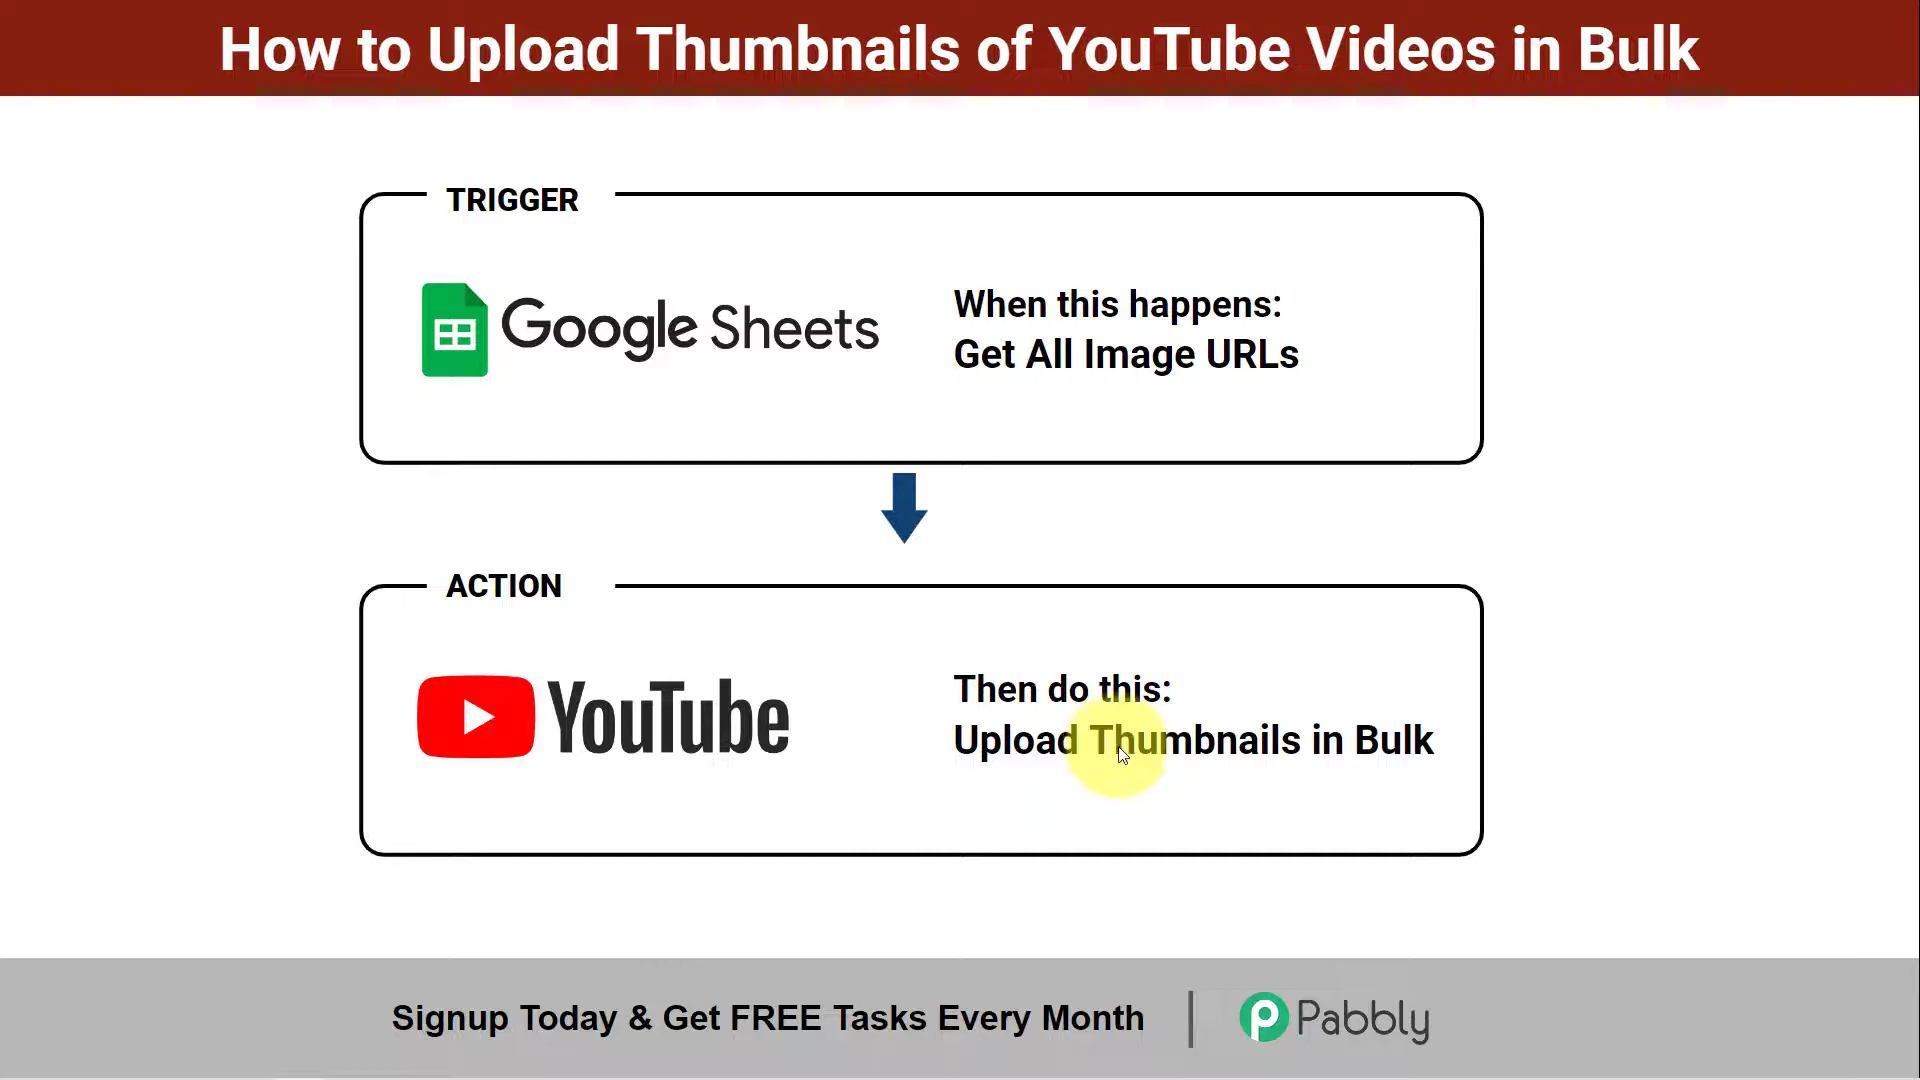 How to Upload Thumbnails of YouTube Videos in Bulk
TRIGGER
Google Sheets
When this happens:
Get All Image URLs
ACTION
YouTube
Then do this:
Upload Thumbnails in Bulk
Signup Today & Get FREE Tasks Every Month
Pabbly